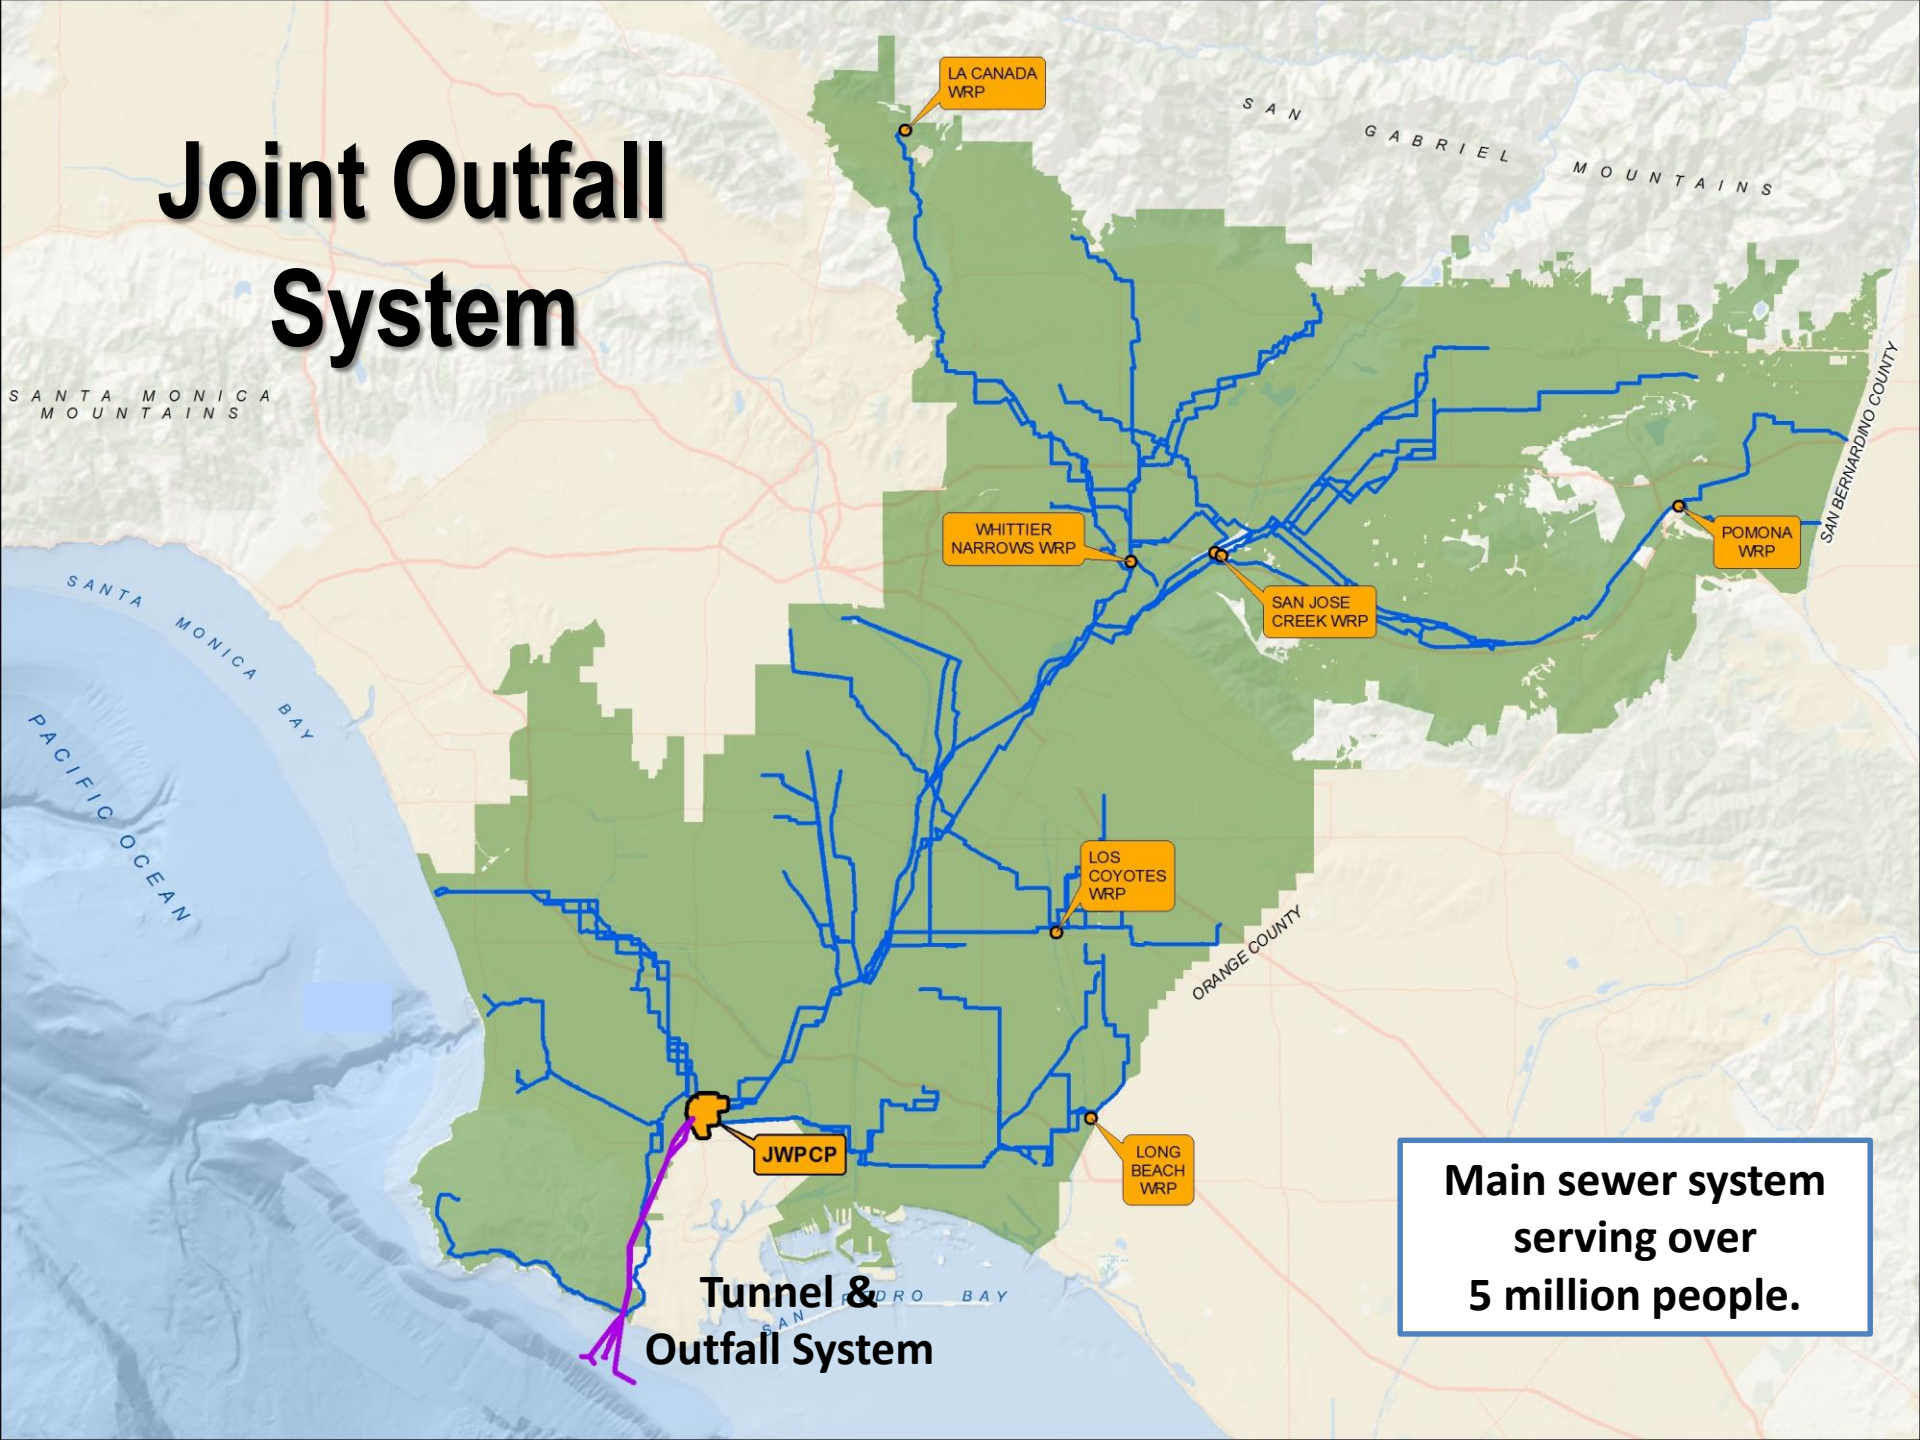 Joint Outfall
System
LA CANADA
WRP
SAN GABRIEL MOUNTAINS
SANTA MONICA
MOUNTAINS
SAN BERNARDINO COUNTY
WHITTIER
NARROWS WRP
POMONA
WRP
SAN JOSE
CREEK WRP
SANTA MONICA BAY
PACIFIC OCEAN
LOS
COYOTES
WRP
ORANGE COUNTY
JWPCP
LONG
BEACH
WRP
Main sewer system
serving over
5 million people.
Tunnel &
Outfall System
SAN PEDRO BAY